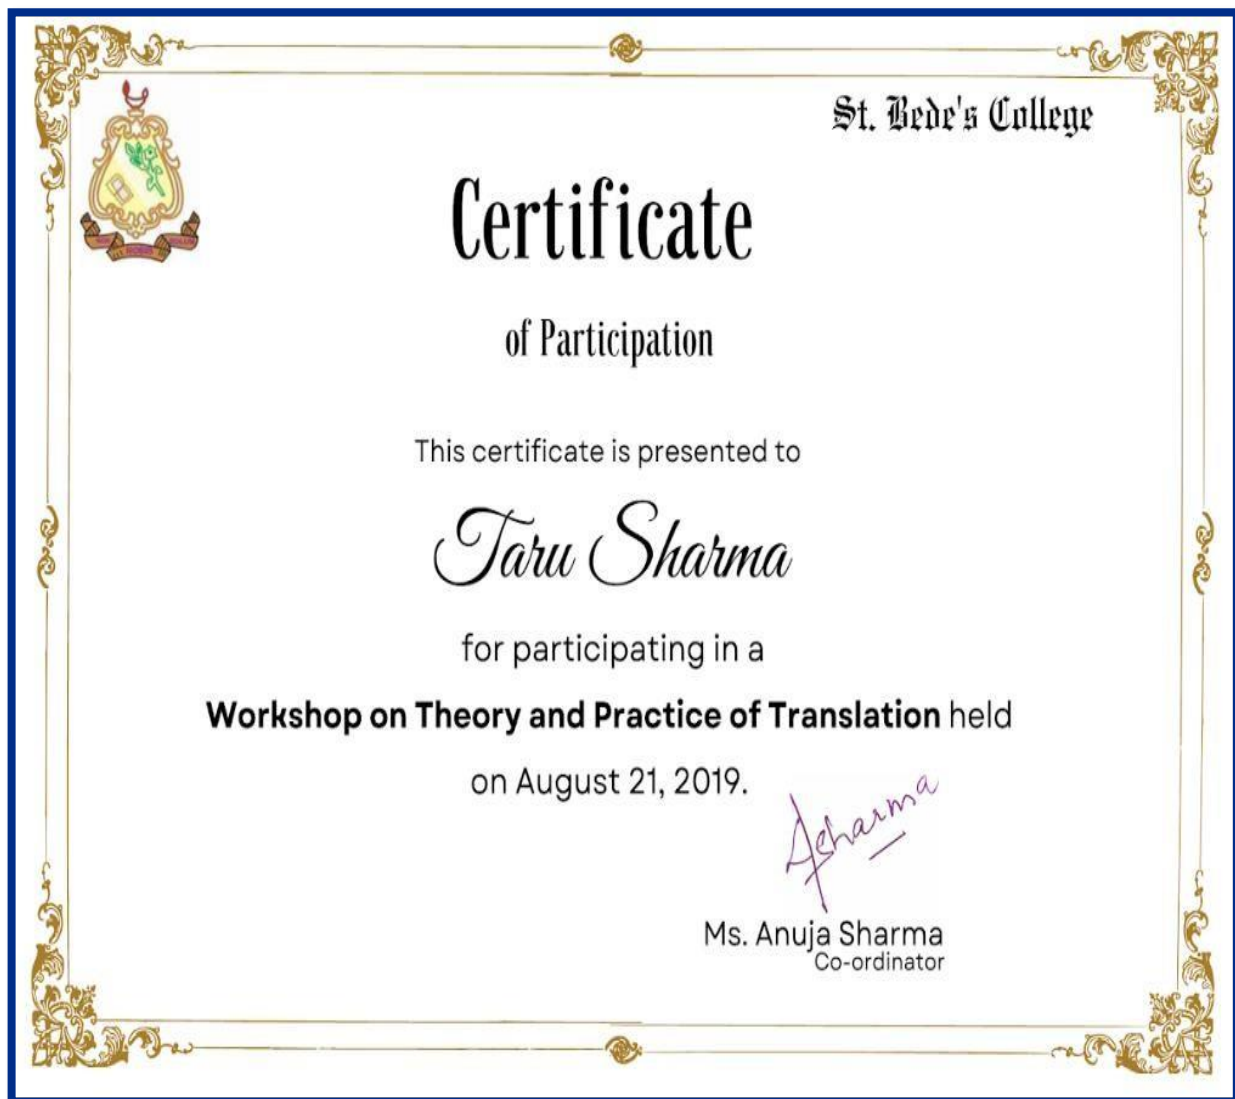 St. Bede's College
Certificate
of Participation
This certificate is presented to
Taru Sharma
for participating in a
Workshop on Theory and Practice of Translation held
on August 21, 2019.
Asharma
Ms. Anuja Sharma
Co-ordinator